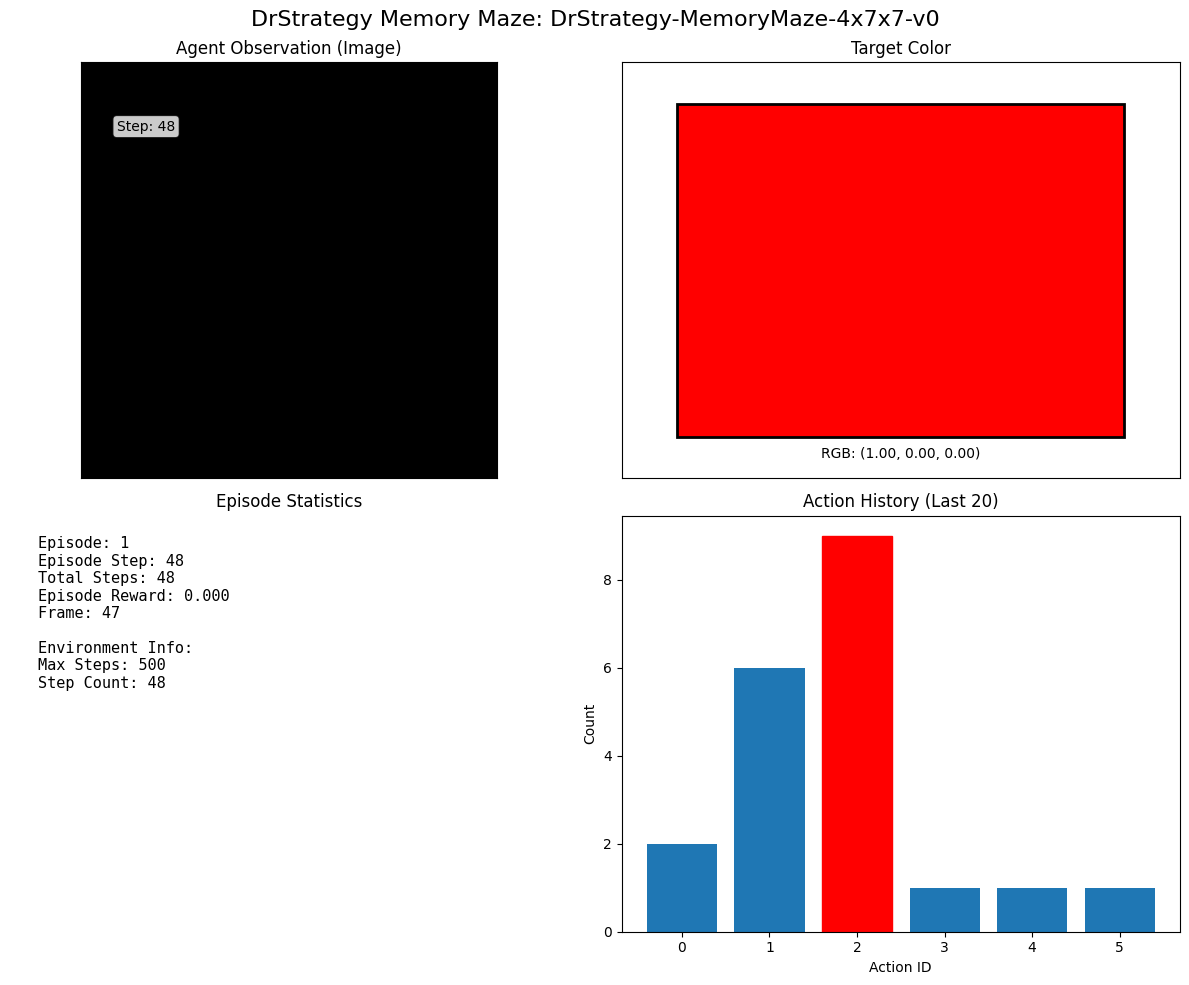 DrStrategy Memory Maze: DrStrategy-MemoryMaze-4x7x7-v0
Agent Observation (Image)
Step: 48
Target Color
RGB: (1.00, 0.00, 0.00)
Episode Statistics
Episode: 1
Episode Step: 48
Total Steps: 48
Episode Reward: 0.000
Frame: 47
Environment Info:
Max Steps: 500
Step Count: 48
Action History (Last 20)
Count
8
6
4
2
0
0 1 2 3 4 5
Action ID